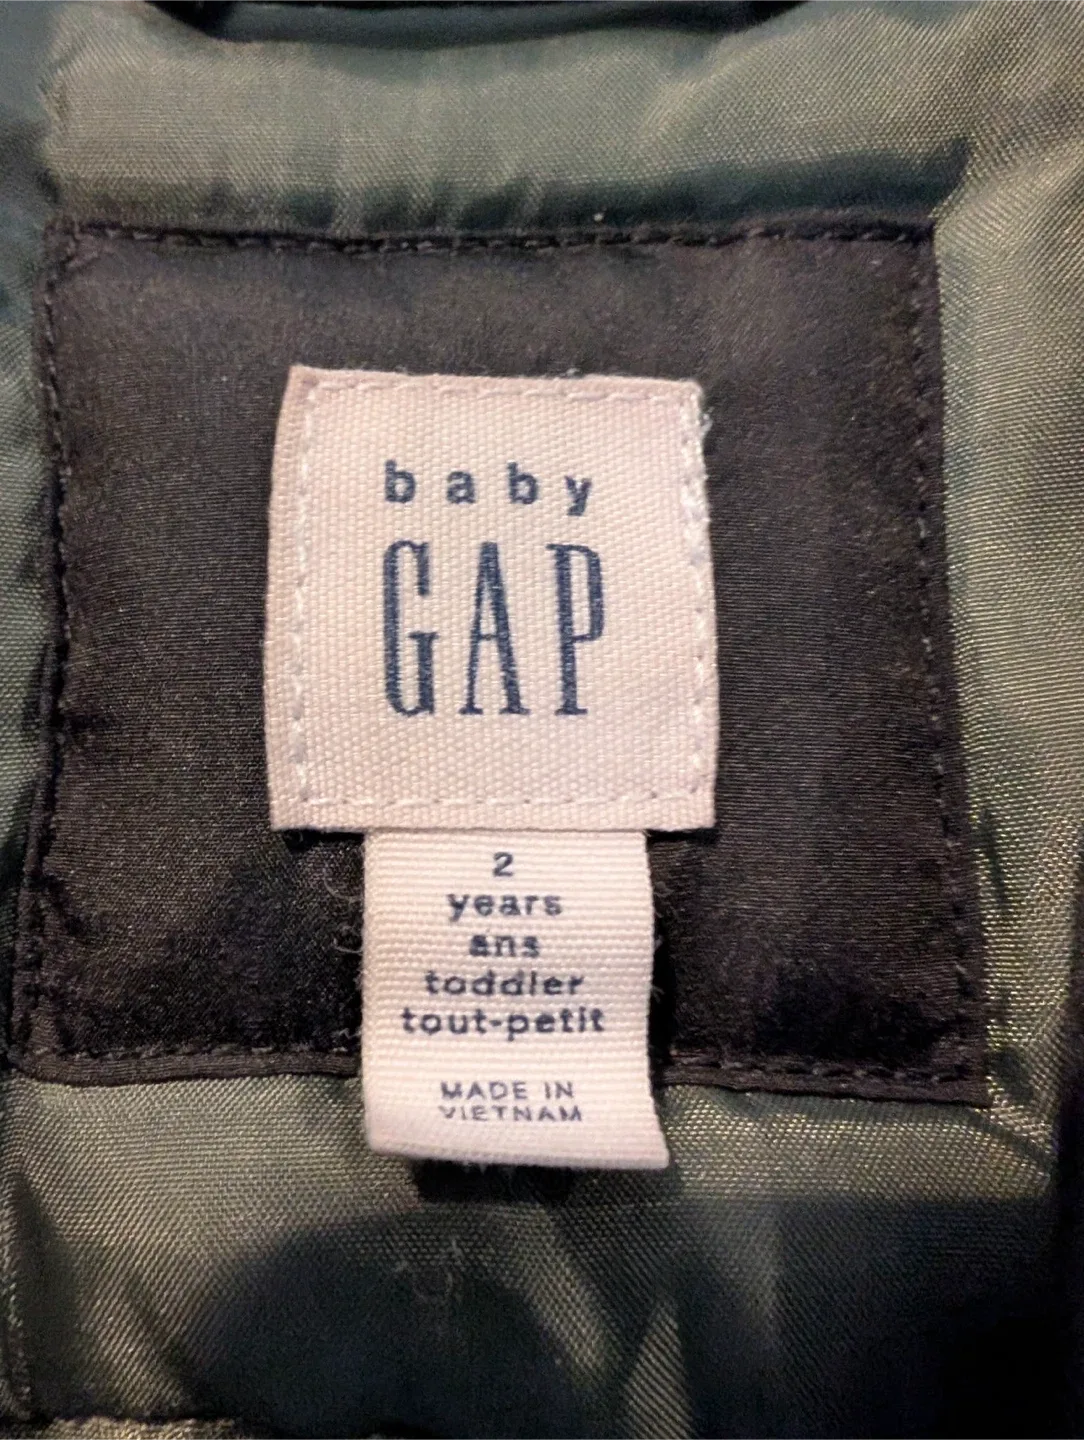 baby
GAP
2
years
ans
toddler
tout-petit
MADE IN
VIETNAM